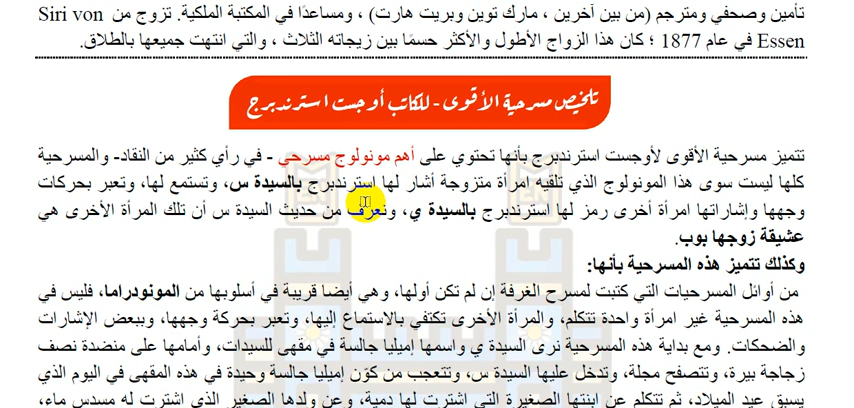 تأمين وصحفي ومترجم (من بين آخرين ، مارك توين وبريت هارت) ، ومساعدًا في المكتبة الملكية. تزوج من Siri von
Essen في عام 1877 ؛ كان هذا الزواج الأطول والأكثر حسمًا بين زيجاته الثلاث ، والتي انتهت جميعها بالطلاق.
تلخيص مسرحية الأقوى - للكاتب أوجست استرندبرج
تتميز مسرحية الأقوى لأوجست استرندبرج بأنها تحتوي على أهم مونولوج مسرحي - في رأي كثير من النقاد- والمسرحية
كلها ليست سوى هذا المونولوج الذي تلقيه امرأة متزوجة أشار لها استرندبرج بالسيدة س، وتستمع لها، وتعبر بحركات
وجهها وإشاراتها امرأة أخرى رمز لها استرندبرج بالسيدة ي، ونعرف من حديث السيدة س أن تلك المرأة الأخرى هي
عشيقة زوجها بوب.
وكذلك تتميز هذه المسرحية بأنها:
من أوائل المسرحيات التي كتبت لمسرح الغرفة إن لم تكن أولها، وهي أيضا قريبة في أسلوبها من المونودراما، فليس في
هذه المسرحية غير امرأة واحدة تتكلم، والمرأة الأخرى تكتفي بالاستماع إليها، وتعبر بحركة وجهها، وببعض الإشارات
والضحكات. ومع بداية هذه المسرحية نرى السيدة ي واسمها إميليا جالسة في مقهى للسيدات، وأمامها على منضدة نصف
زجاجة بيرة، وتتصفح مجلة، وتدخل عليها السيدة س، وتتعجب من كون إميليا جالسة وحيدة في هذه المقهى في اليوم الذي
يسبق عيد الميلاد، ثم تتكلم عن ابنتها الصغيرة التي اشترت لها دمية، وعن ولدها الصغير الذي اشترت له مسدس ماء،